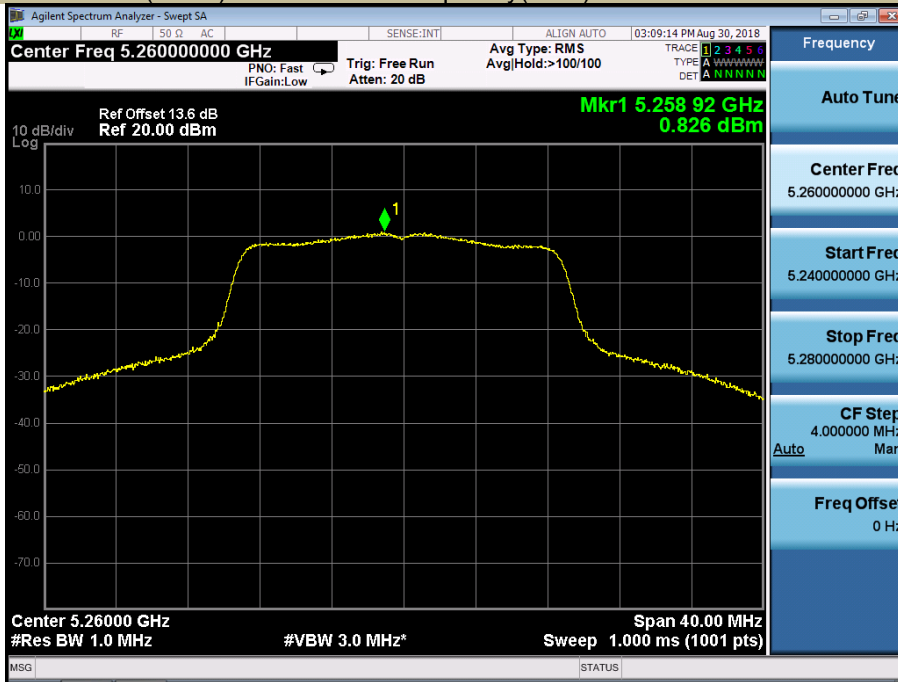 Agilent Spectrum Analyzer - Swept SA
LXI RF 50 Ω AC SENSE:INT ALIGN AUTO 03:09:14 PM Aug 30, 2018
Center Freq 5.260000000 GHz
PNO: Fast
IFGain:Low
Trig: Free Run
Atten: 20 dB
Avg Type: RMS
Avg|Hold:>100/100
TRACE 1 2 3 4 5 6
TYPE A WWWWW
DET A N N N N N
Mkr1 5.258 92 GHz
0.826 dBm
Ref Offset 13.6 dB
10 dB/div Ref 20.00 dBm
Log
1
10.0
0.00
-10.0
-20.0
-30.0
-40.0
-50.0
-60.0
-70.0
Center 5.26000 GHz Span 40.00 MHz
#Res BW 1.0 MHz #VBW 3.0 MHz* Sweep 1.000 ms (1001 pts)
MSG STATUS
Frequency
Auto Tune
Center Freq
5.260000000 GHz
Start Freq
5.240000000 GHz
Stop Freq
5.280000000 GHz
CF Step
4.000000 MHz
Auto Man
Freq Offset
0 Hz